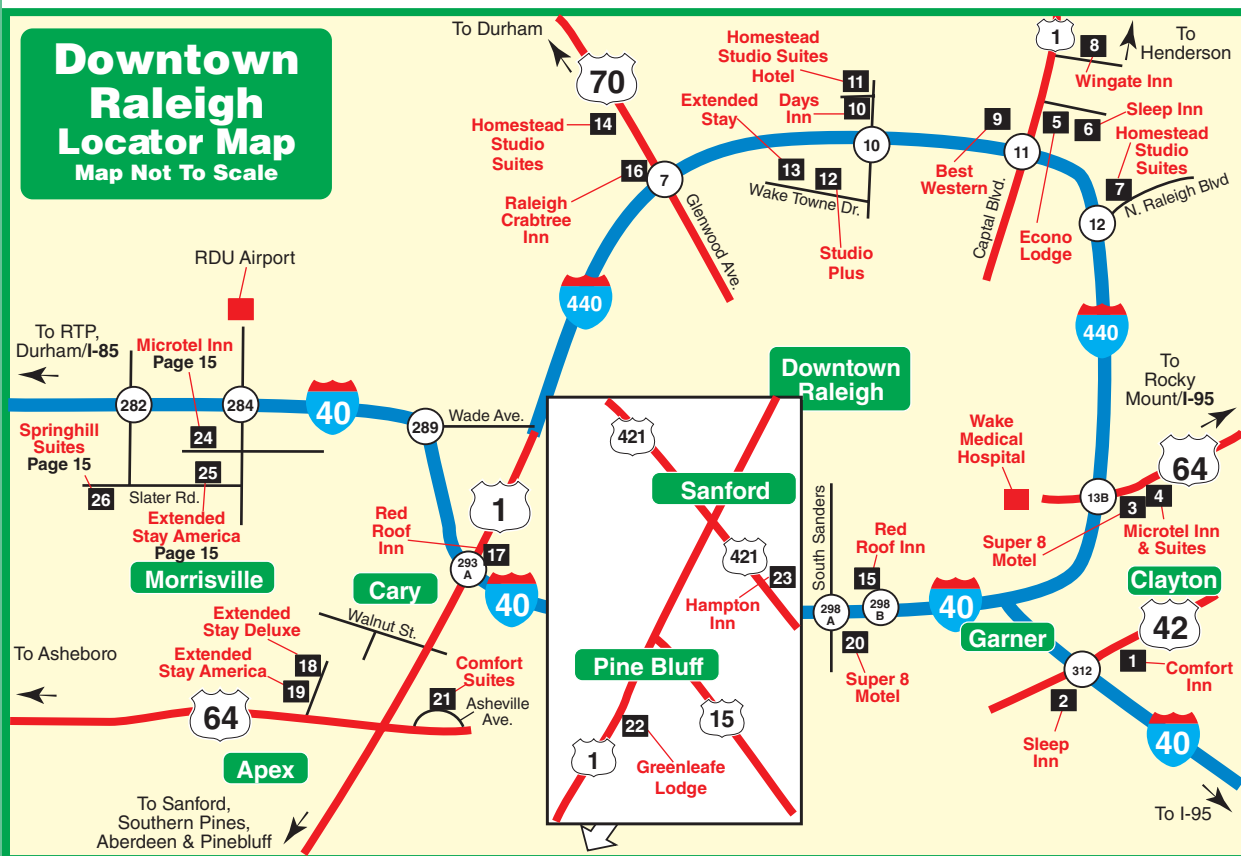 Downtown
Raleigh
Locator Map
Map Not To Scale
To Durham
70
Homestead
Studio
Suites
14
16
Raleigh
Crabtree
Inn
7
Glenwood Ave.
Homestead
Studio Suites
Hotel
11
Extended
Stay
Days
Inn
10
10
13
12
Wake Towne Dr.
Studio
Plus
1
8
To
Henderson
Wingate Inn
9
5
6
Sleep Inn
Homestead
Studio
Suites
11
Best
Western
7
N. Raleigh Blvd
12
Captal Blvd.
Econo
Lodge
440
440
RDU Airport
To RTP,
Durham/I-85
Microtel Inn
Page 15
282
284
40
289
Wade Ave.
Springhill
Suites
Page 15
24
25
26
Slater Rd.
Extended
Stay America
Page 15
Morrisville
1
Red
Roof
Inn
17
293
A
40
Cary
Walnut St.
Extended
Stay Deluxe
18
Extended
Stay America
19
To Asheboro
64
Comfort
Suites
21
Asheville
Ave.
Apex
To Sanford,
Southern Pines,
Aberdeen & Pinebluff
Downtown
Raleigh
421
Sanford
421
23
Hampton
Inn
Pine Bluff
15
22
1
Greenleafe
Lodge
South Sanders
298
A
298
B
Red
Roof Inn
15
20
Super 8
Motel
40
To
Rocky
Mount/I-95
Wake
Medical
Hospital
64
13B
3
4
Super 8
Motel
Microtel Inn
& Suites
Clayton
Garner
42
312
1
Comfort
Inn
2
Sleep
Inn
40
To I-95